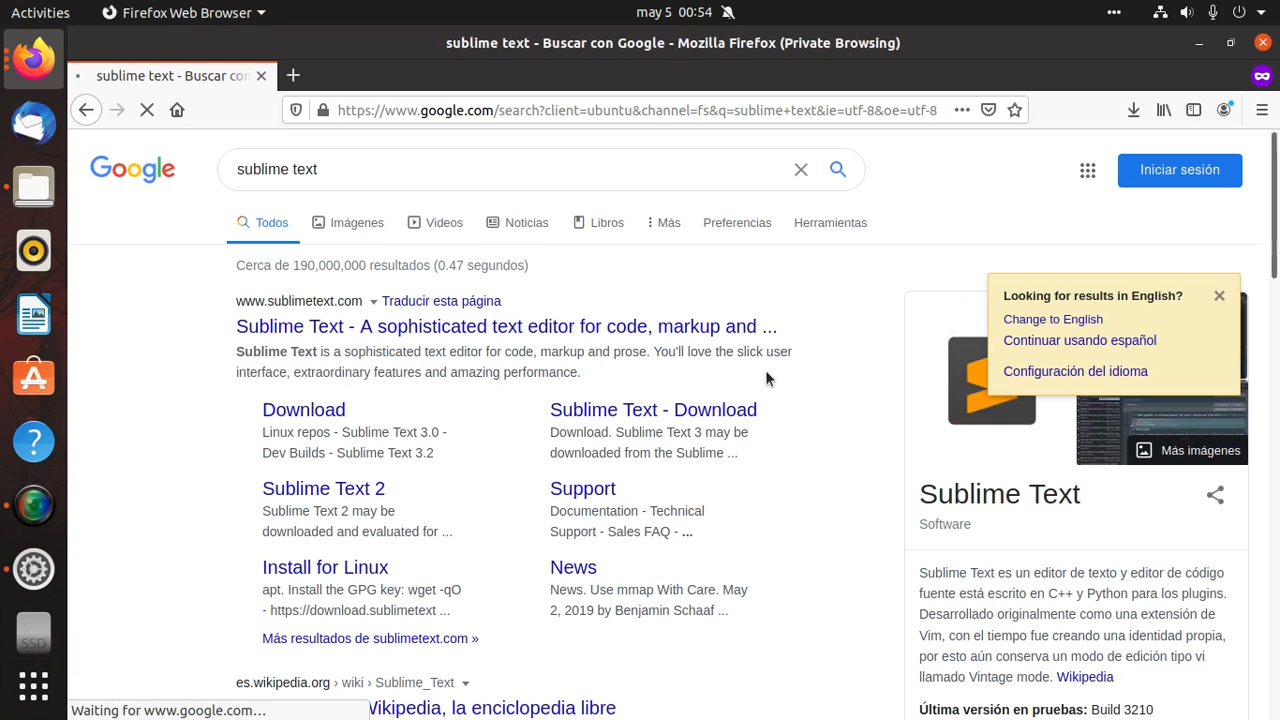 Activities
Firefox Web Browser
may 5 00:54
sublime text - Buscar con Google - Mozilla Firefox (Private Browsing)
sublime text - Buscar con
https://www.google.com/search?client=ubuntu&channel=fs&q=sublime+text&ie=utf-8&oe=utf-8
Google
sublime text
Iniciar sesión
Todos
Imágenes
Videos
Noticias
Libros
Más
Preferencias
Herramientas
Cerca de 190,000,000 resultados (0.47 segundos)
www.sublimetext.com
Traducir esta página
Sublime Text - A sophisticated text editor for code, markup and ...
Sublime Text is a sophisticated text editor for code, markup and prose. You'll love the slick user
interface, extraordinary features and amazing performance.
Download
Linux repos - Sublime Text 3.0 -
Dev Builds - Sublime Text 3.2
Sublime Text - Download
Download. Sublime Text 3 may be
downloaded from the Sublime ...
Sublime Text 2
Sublime Text 2 may be
downloaded and evaluated for ...
Support
Documentation - Technical
Support - Sales FAQ - ...
Install for Linux
apt. Install the GPG key: wget -qO
- https://download.sublimetext ...
News
News. Use mmap With Care. May
2, 2019 by Benjamin Schaaf ...
Más resultados de sublimetext.com »
es.wikipedia.org › wiki › Sublime_Text
Wikipedia, la enciclopedia libre
Waiting for www.google.com…
Looking for results in English?
Change to English
Continuar usando español
Configuración del idioma
Más imágenes
Sublime Text
Software
Sublime Text es un editor de texto y editor de código
fuente está escrito en C++ y Python para los plugins.
Desarrollado originalmente como una extensión de
Vim, con el tiempo fue creando una identidad propia,
por esto aún conserva un modo de edición tipo vi
llamado Vintage mode. Wikipedia
Última versión en pruebas: Build 3210
SSD